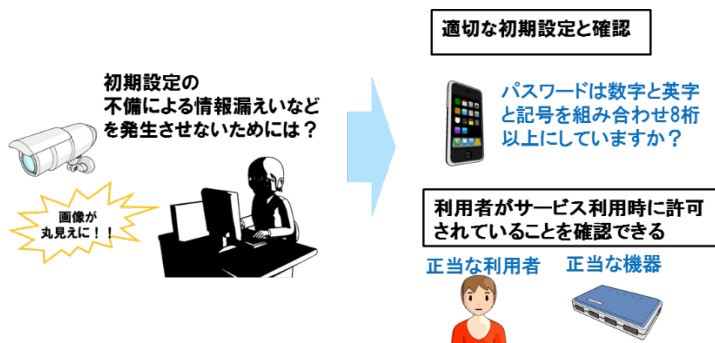 初期設定の
不備による情報漏えいなど
を発生させないためには？
画像が
丸見えに！！
適切な初期設定と確認
パスワードは数字と英字
と記号を組み合わせ8桁
以上にしていますか？
利用者がサービス利用時に許可
されていることを確認できる
正当な利用者
正当な機器